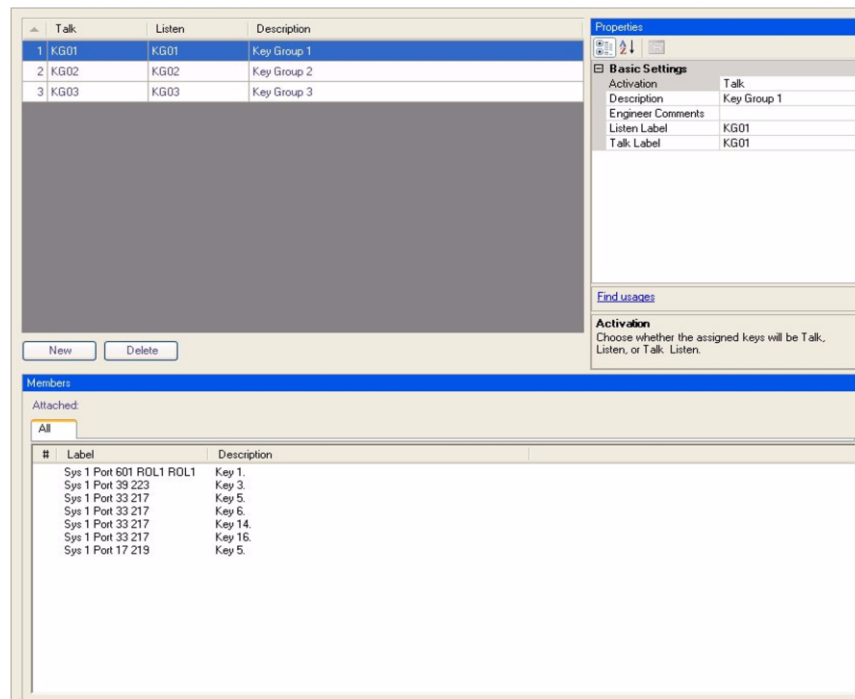 Talk Listen Description
1 KG01 KG01 Key Group 1
2 KG02 KG02 Key Group 2
3 KG03 KG03 Key Group 3
New Delete
Properties
Basic Settings
Activation Talk
Description Key Group 1
Engineer Comments
Listen Label KG01
Talk Label KG01
Find usages
Activation
Choose whether the assigned keys will be Talk,
Listen, or Talk Listen.
Members
Attached:
All
# Label Description
Sys 1 Port 601 ROL1 ROL1 Key 1.
Sys 1 Port 39 223 Key 3.
Sys 1 Port 33 217 Key 5.
Sys 1 Port 33 217 Key 6.
Sys 1 Port 33 217 Key 14.
Sys 1 Port 33 217 Key 16.
Sys 1 Port 17 219 Key 5.